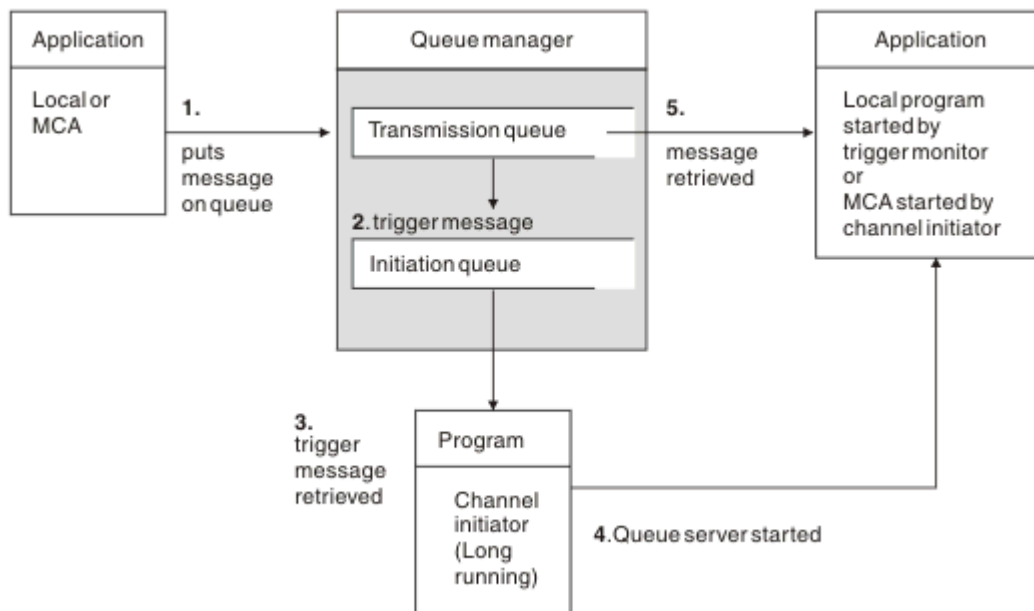 Application
Local or
MCA
1.
puts
message
on queue
Queue manager
Transmission queue
2. trigger message
Initiation queue
5.
message
retrieved
Application
Local program
started by
trigger monitor
or
MCA started by
channel initiator
3.
trigger
message
retrieved
Program
Channel
initiator
(Long
running)
4.Queue server started